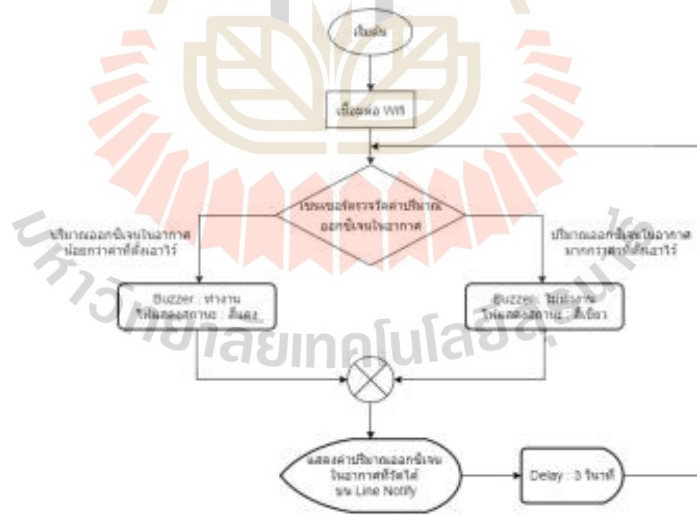 เริ่มต้น
เชื่อมต่อ Wifi
เซนเซอร์ตรวจวัดค่าปริมาณ
ออกซิเจนในอากาศ
ปริมาณออกซิเจนในอากาศ
น้อยกว่าค่าที่ตั้งเอาไว้
ปริมาณออกซิเจนในอากาศ
มากกว่าค่าที่ตั้งเอาไว้
Buzzer : ทำงาน
ไฟแสดงสถานะ : สีแดง
Buzzer : ไม่ทำงาน
ไฟแสดงสถานะ : สีเขียว
มหาวิทยาลัยเทคโนโลยีสุรนารี
แสดงค่าปริมาณออกซิเจน
ในอากาศที่วัดได้
บน Line Notify
Delay : 3 วินาที